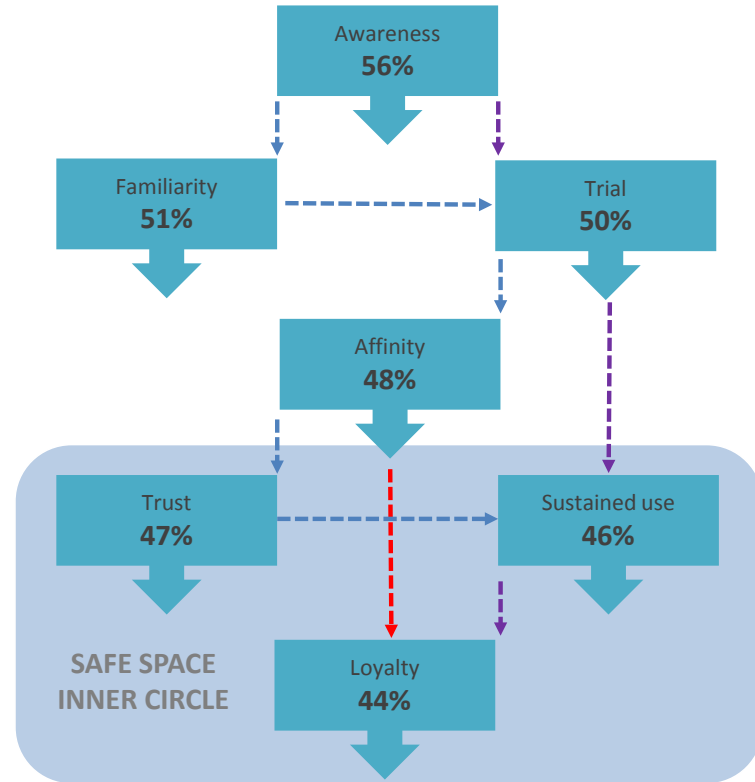 Awareness
56%
Familiarity
51%
Trial
50%
Affinity
48%
Trust
47%
Sustained use
46%
SAFE SPACE
INNER CIRCLE
Loyalty
44%